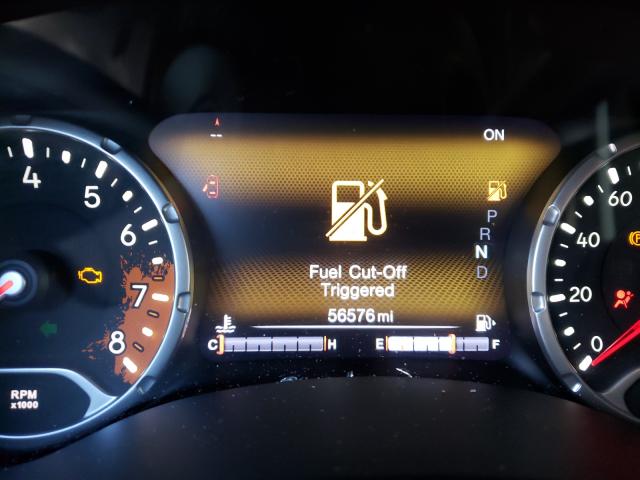 4
5
6
7
8
RPM
x1000
--
ON
P
R
N
D
Fuel Cut-Off
Triggered
56576 mi
C H
E F
60
40
20
0